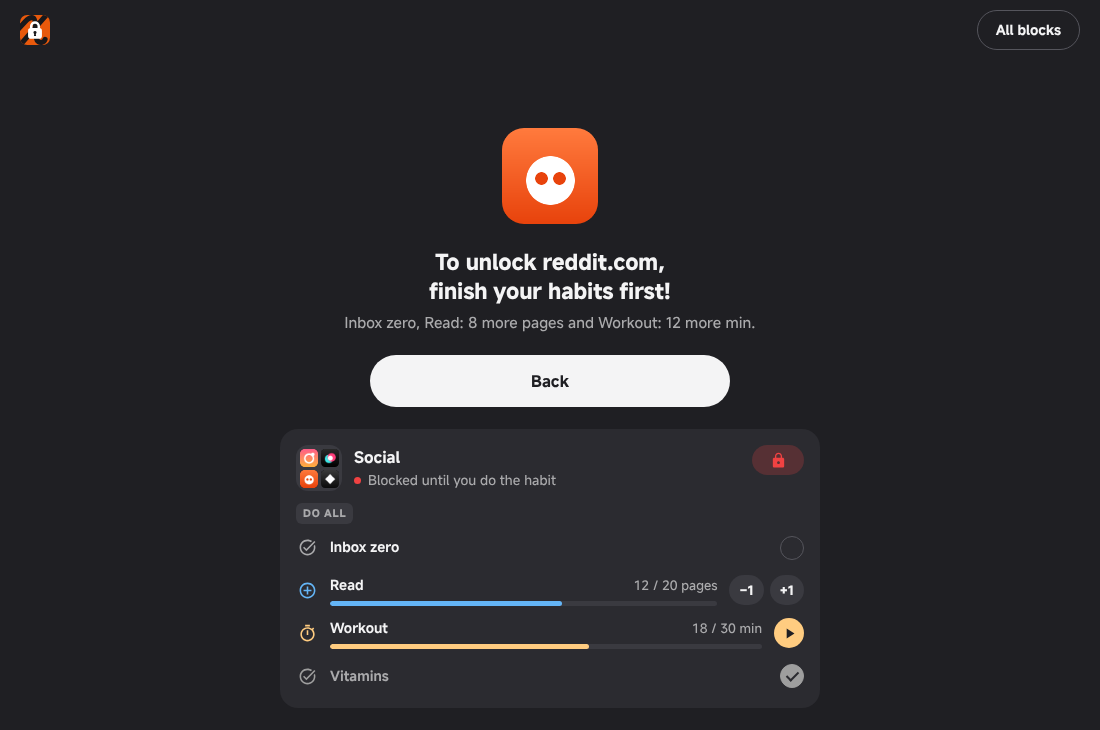 All blocks
To unlock reddit.com,
finish your habits first!
Inbox zero, Read: 8 more pages and Workout: 12 more min.
Back
Social
Blocked until you do the habit
DO ALL
Inbox zero
Read 12 / 20 pages −1 +1
Workout 18 / 30 min
Vitamins